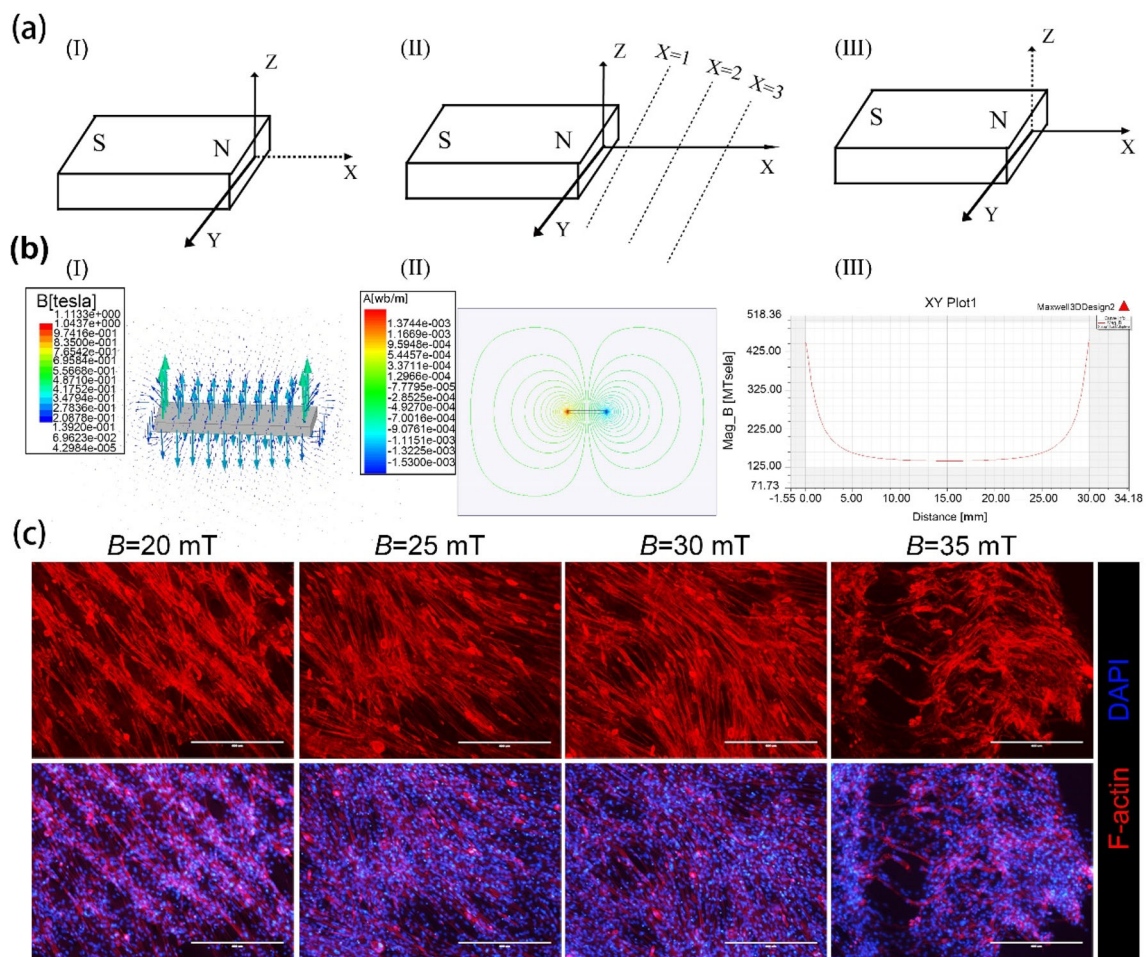 (a)
(I)
Z
S
N
X
Y
(II)
Z
X=1
X=2
X=3
S
N
X
Y
(III)
Z
S
N
X
Y
(b)
(I)
B[tesla]
1.1133e+000
1.0437e+000
9.7416e-001
8.3500e-001
7.6542e-001
6.9584e-001
5.5668e-001
4.8710e-001
4.1752e-001
3.4794e-001
2.7836e-001
2.0878e-001
1.3920e-001
6.9623e-002
4.2984e-005
(II)
A[wb/m]
1.3744e-003
1.1669e-003
9.5948e-004
5.4457e-004
3.3711e-004
1.2966e-004
-7.7795e-005
-2.8525e-004
-4.9270e-004
-7.0016e-004
-9.0761e-004
-1.1151e-003
-1.3225e-003
-1.5300e-003
(III)
XY Plot1
Maxwell3DDesign2
518.36
425.00
325.00
225.00
125.00
71.73
Mag_B [MTsela]
-1.55 0.00 5.00 10.00 15.00 20.00 25.00 30.00 34.18
Distance [mm]
(c)
B=20 mT B=25 mT B=30 mT B=35 mT
F-actin DAPI